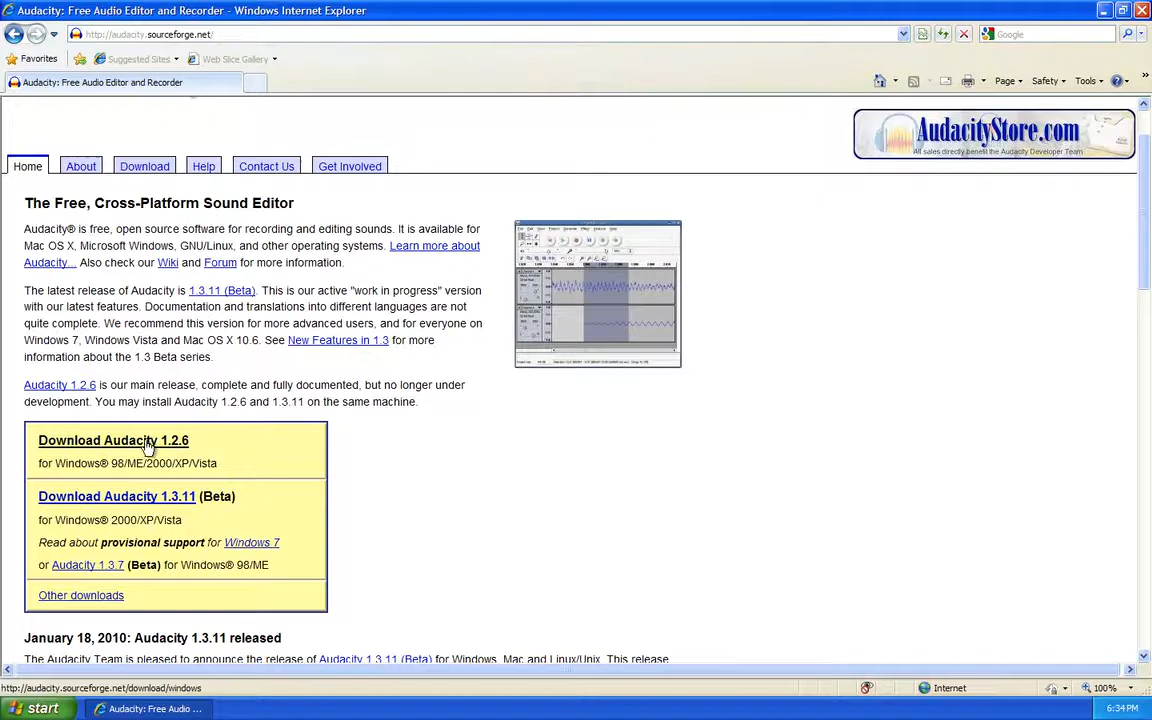 Audacity: Free Audio Editor and Recorder - Windows Internet Explorer
http://audacity.sourceforge.net/
Google
Favorites
Suggested Sites
Web Slice Gallery
Audacity: Free Audio Editor and Recorder
Page
Safety
Tools
AudacityStore.com
All sales directly benefit the Audacity Developer Team
Home
About
Download
Help
Contact Us
Get Involved
The Free, Cross-Platform Sound Editor
Audacity® is free, open source software for recording and editing sounds. It is available for
Mac OS X, Microsoft Windows, GNU/Linux, and other operating systems. Learn more about
Audacity... Also check our Wiki and Forum for more information.
The latest release of Audacity is 1.3.11 (Beta). This is our active "work in progress" version
with our latest features. Documentation and translations into different languages are not
quite complete. We recommend this version for more advanced users, and for everyone on
Windows 7, Windows Vista and Mac OS X 10.6. See New Features in 1.3 for more
information about the 1.3 Beta series.
Audacity 1.2.6 is our main release, complete and fully documented, but no longer under
development. You may install Audacity 1.2.6 and 1.3.11 on the same machine.
Download Audacity 1.2.6
for Windows® 98/ME/2000/XP/Vista
Download Audacity 1.3.11 (Beta)
for Windows® 2000/XP/Vista
Read about provisional support for Windows 7
or Audacity 1.3.7 (Beta) for Windows® 98/ME
Other downloads
January 18, 2010: Audacity 1.3.11 released
The Audacity Team is pleased to announce the release of Audacity 1.3.11 (Beta) for Windows, Mac and Linux/Unix. This release
http://audacity.sourceforge.net/download/windows
Internet
100%
start
Audacity: Free Audio ...
6:34 PM